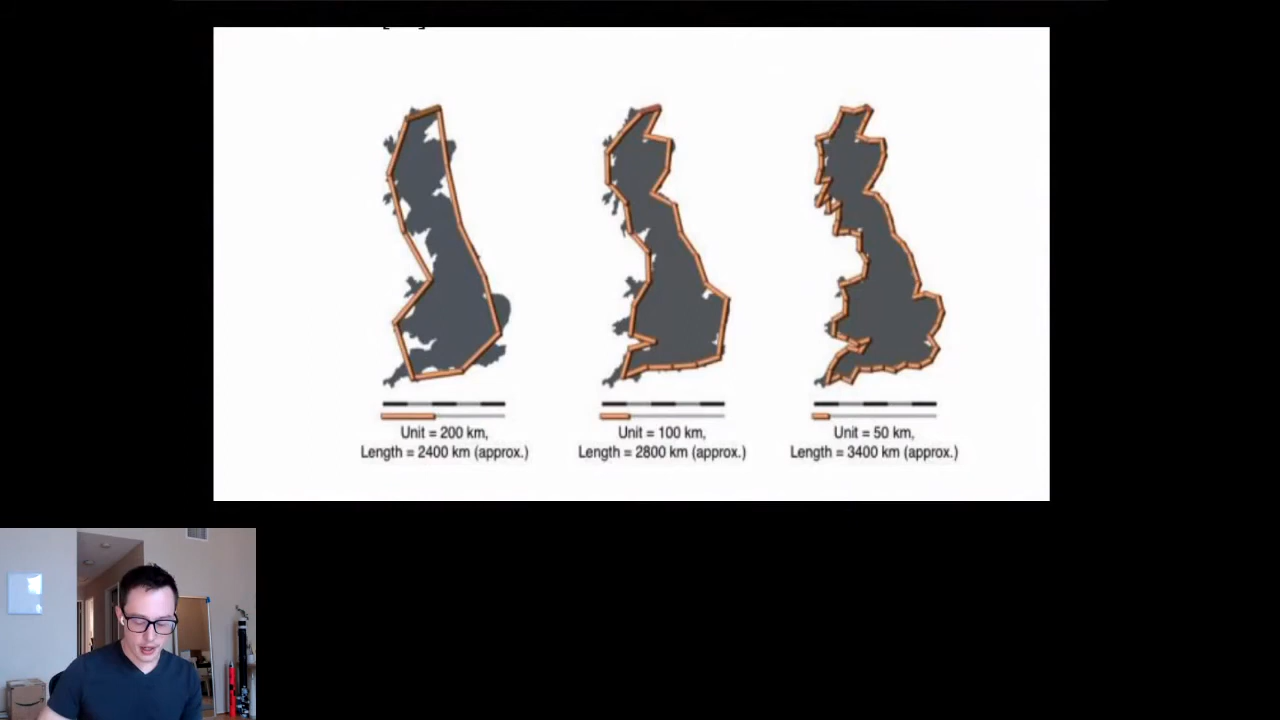 Unit = 200 km,
Length = 2400 km (approx.)
Unit = 100 km,
Length = 2800 km (approx.)
Unit = 50 km,
Length = 3400 km (approx.)